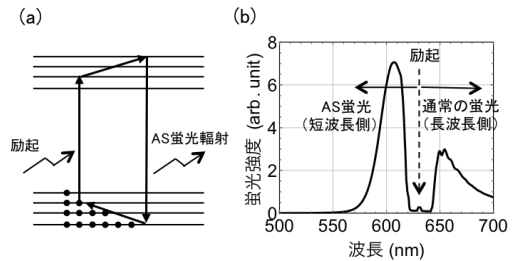 (a)
励起
AS蛍光輻射
(b)
励起
AS蛍光
(短波長側)
通常の蛍光
(長波長側)
蛍光強度 (arb. unit)
8
6
4
2
0
500
550
600
650
700
波長 (nm)